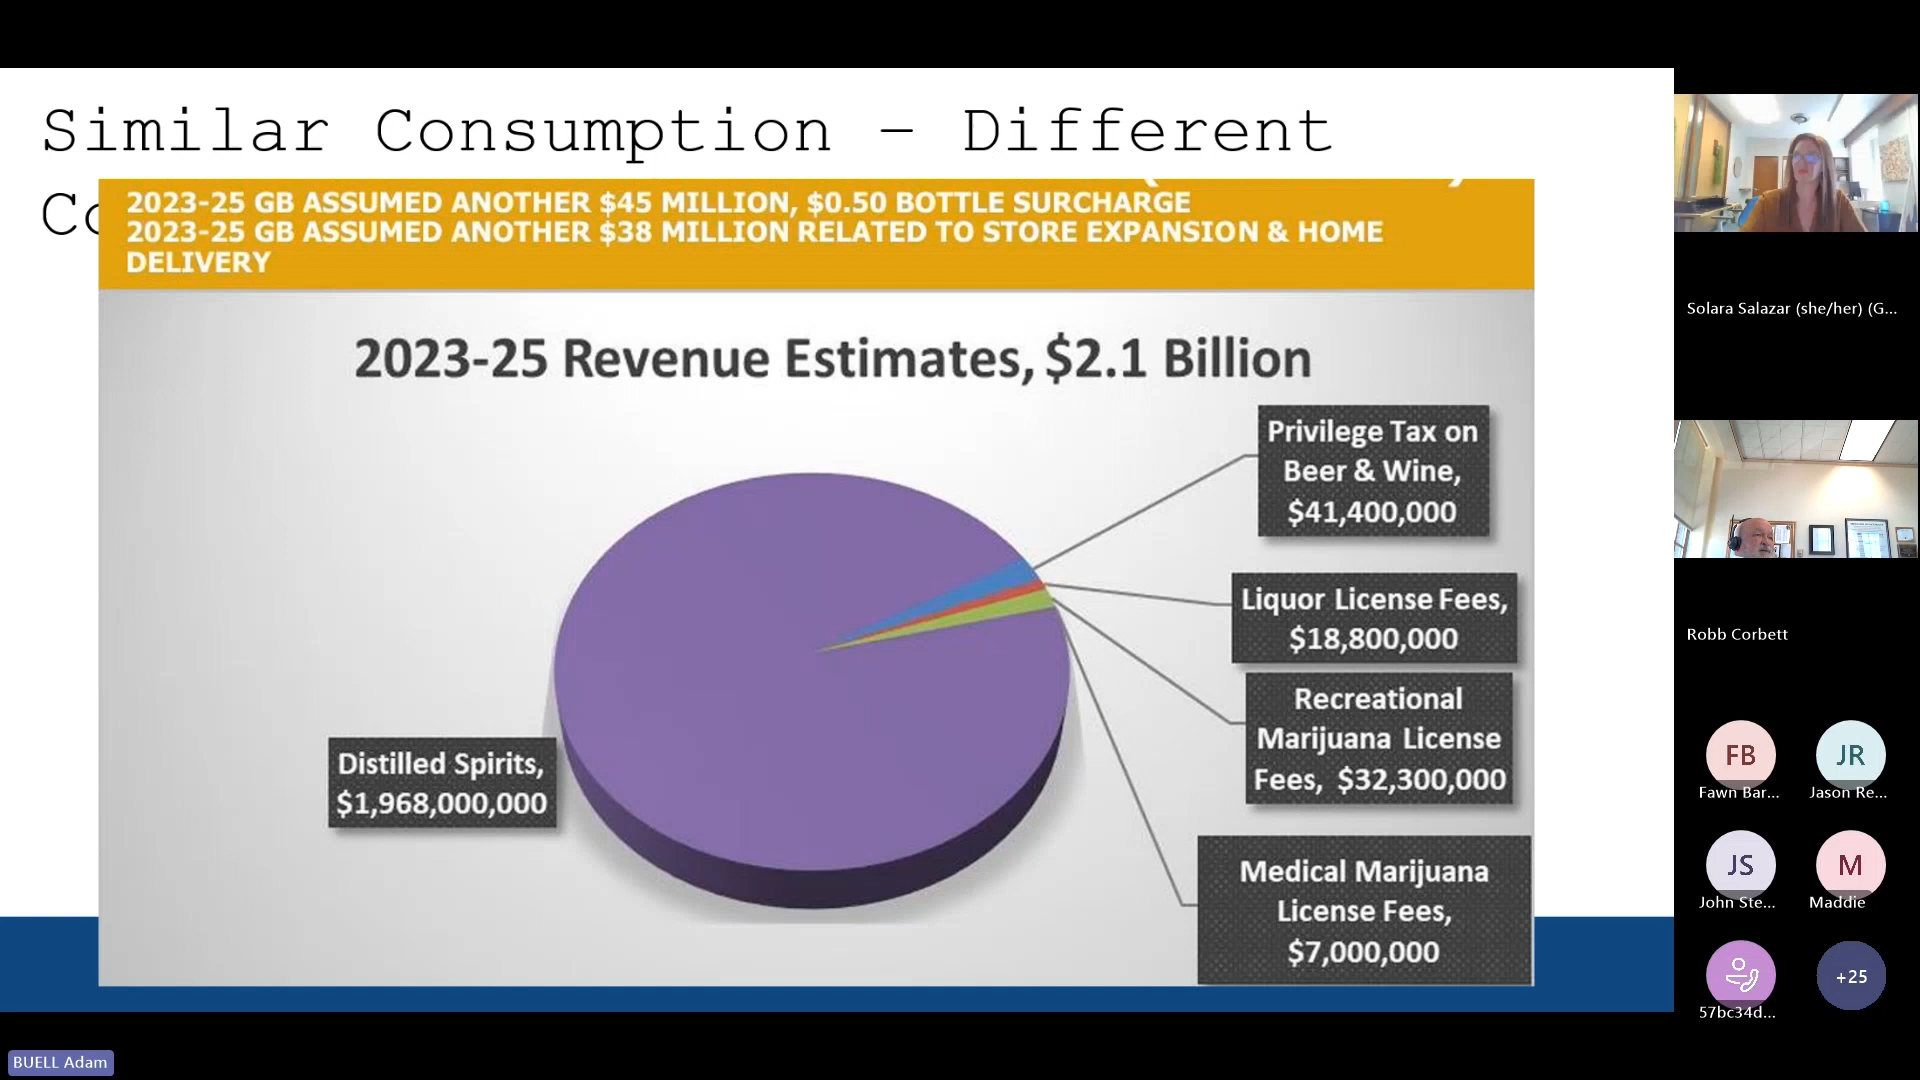 Similar Consumption – Different
Co
2023-25 GB ASSUMED ANOTHER $45 MILLION, $0.50 BOTTLE SURCHARGE
2023-25 GB ASSUMED ANOTHER $38 MILLION RELATED TO STORE EXPANSION & HOME
DELIVERY
2023-25 Revenue Estimates, $2.1 Billion
Privilege Tax on
Beer & Wine,
$41,400,000
Liquor License Fees,
$18,800,000
Recreational
Marijuana License
Fees, $32,300,000
Distilled Spirits,
$1,968,000,000
Medical Marijuana
License Fees,
$7,000,000
Solara Salazar (she/her) (G...
Robb Corbett
FB
Fawn Bar...
JR
Jason Re...
JS
John Ste...
M
Maddie
57bc34d...
+25
BUELL Adam